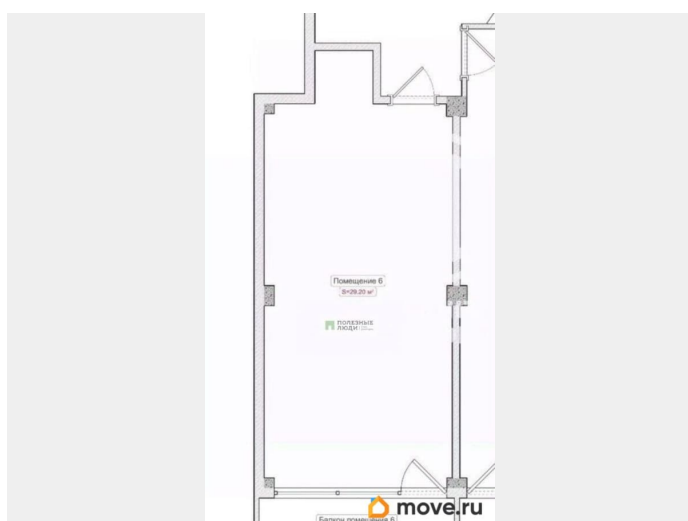 Помещение 6
S=29.20 м²
ПОЛЕЗНЫЕ
ЛЮДИ
Балкон помещения 6
move.ru